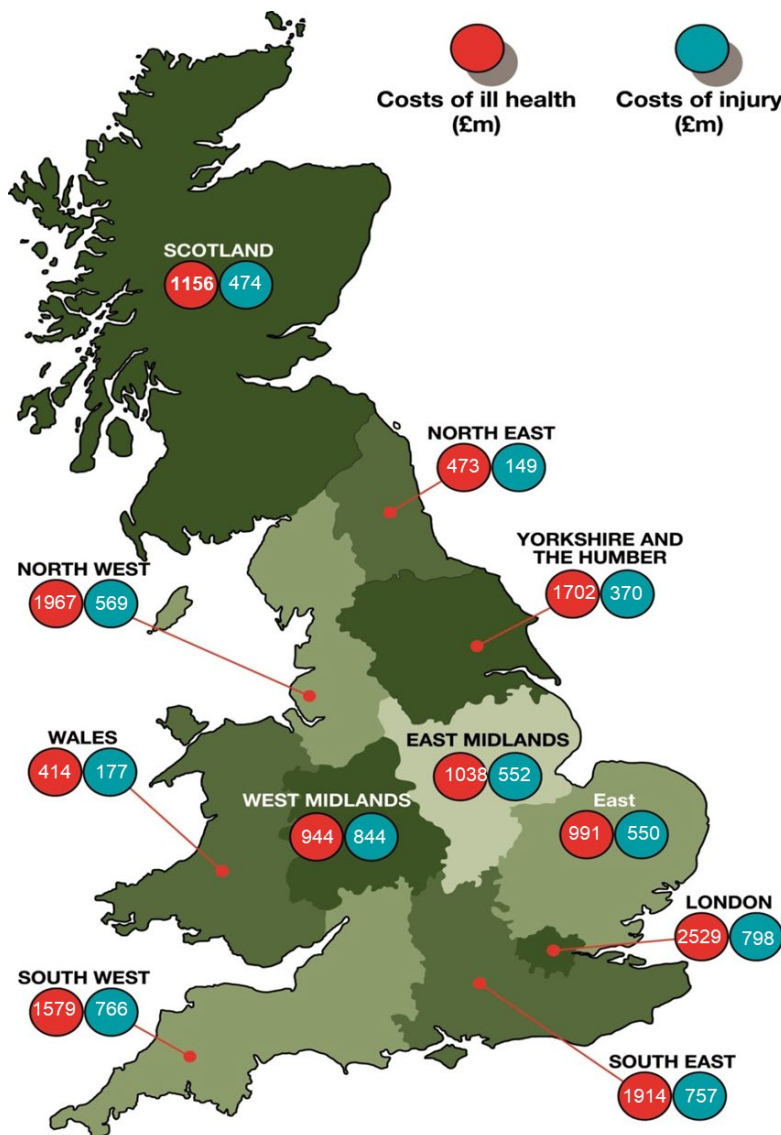 Costs of ill health
(£m)
Costs of injury
(£m)
SCOTLAND
1156 474
NORTH EAST
473 149
YORKSHIRE AND
THE HUMBER
1702 370
NORTH WEST
1967 569
WALES
414 177
EAST MIDLANDS
1038 552
WEST MIDLANDS
944 844
East
991 550
LONDON
2529 798
SOUTH WEST
1579 766
SOUTH EAST
1914 757